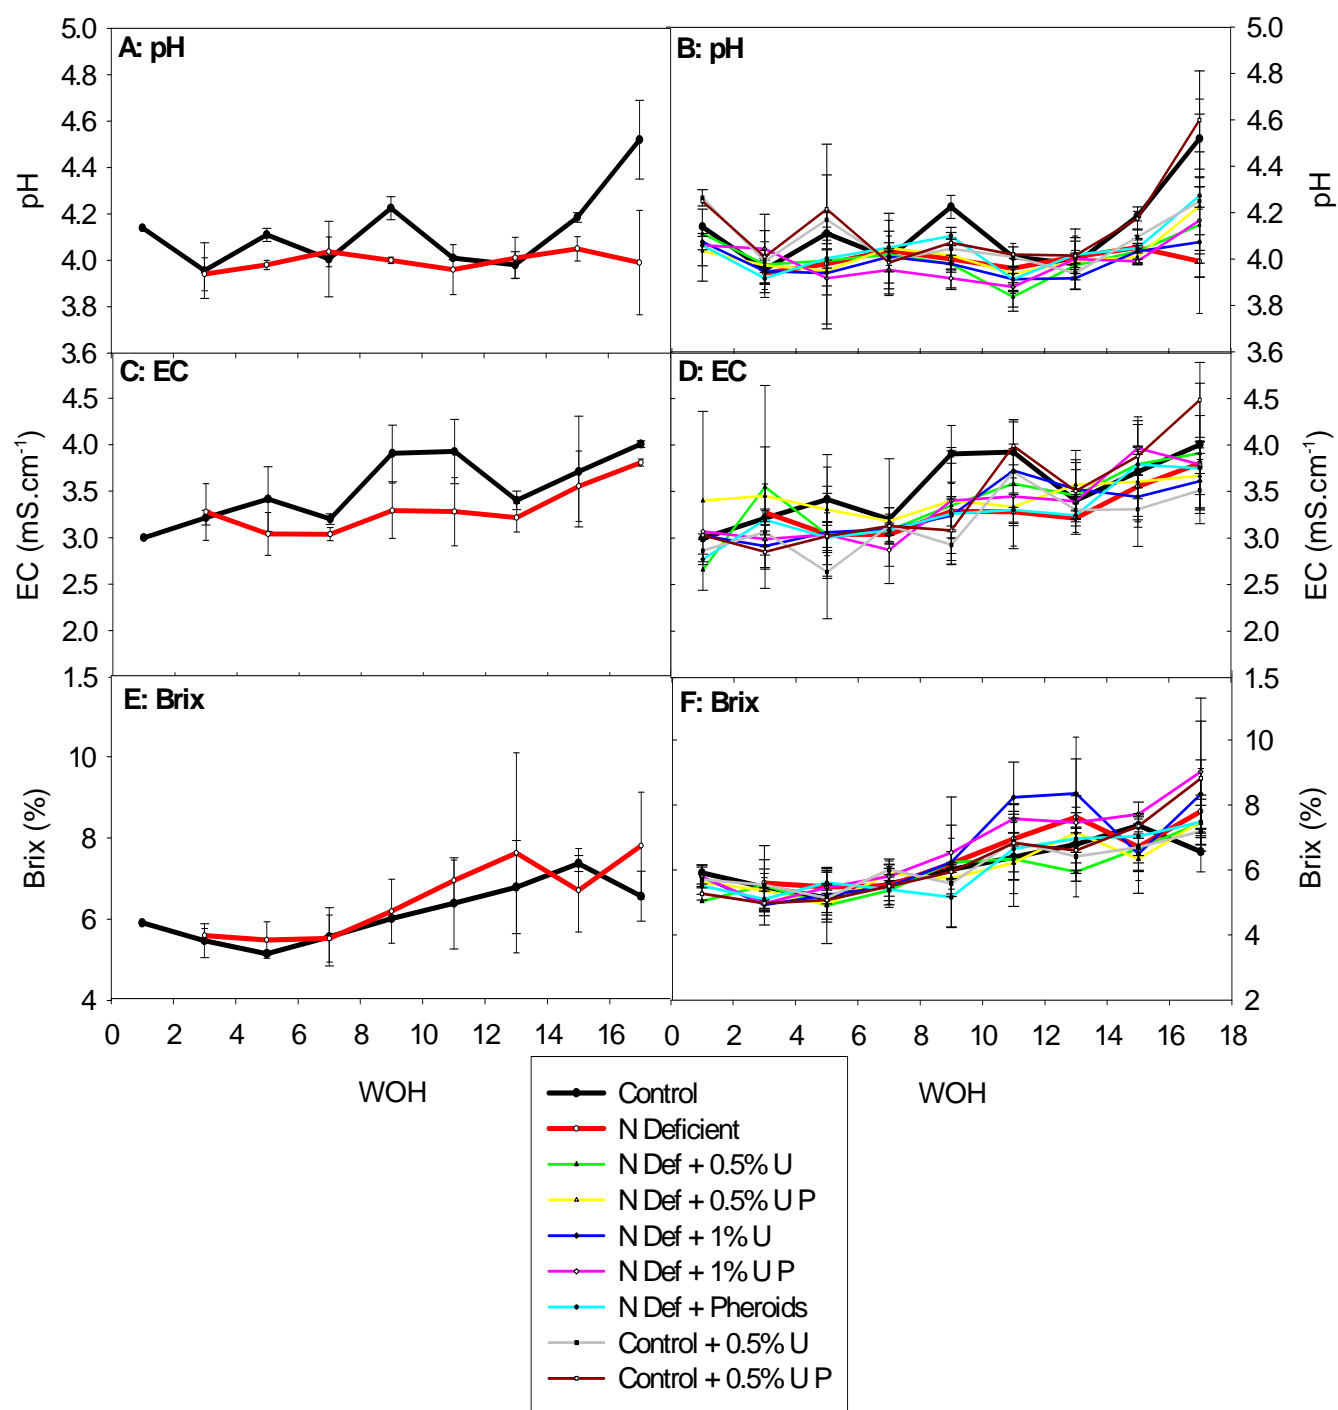 A: pH
B: pH
5.0
4.8
4.6
4.4
4.2
4.0
3.8
3.6
pH
5.0
4.8
4.6
4.4
4.2
4.0
3.8
3.6
pH
C: EC
D: EC
4.5
4.0
3.5
3.0
2.5
2.0
1.5
EC (mS.cm-1)
4.5
4.0
3.5
3.0
2.5
2.0
1.5
EC (mS.cm-1)
E: Brix
F: Brix
10
8
6
4
Brix (%)
10
8
6
4
2
Brix (%)
0 2 4 6 8 10 12 14 16 0 2 4 6 8 10 12 14 16 18
WOH WOH
Control
N Deficient
N Def + 0.5% U
N Def + 0.5% U P
N Def + 1% U
N Def + 1% U P
N Def + Pheroids
Control + 0.5% U
Control + 0.5% U P